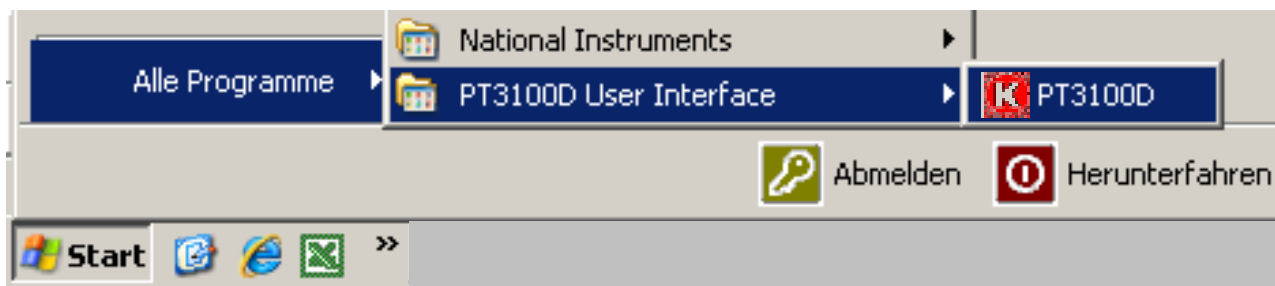 National Instruments
Alle Programme PT3100D User Interface K PT3100D
Abmelden Herunterfahren
Start »